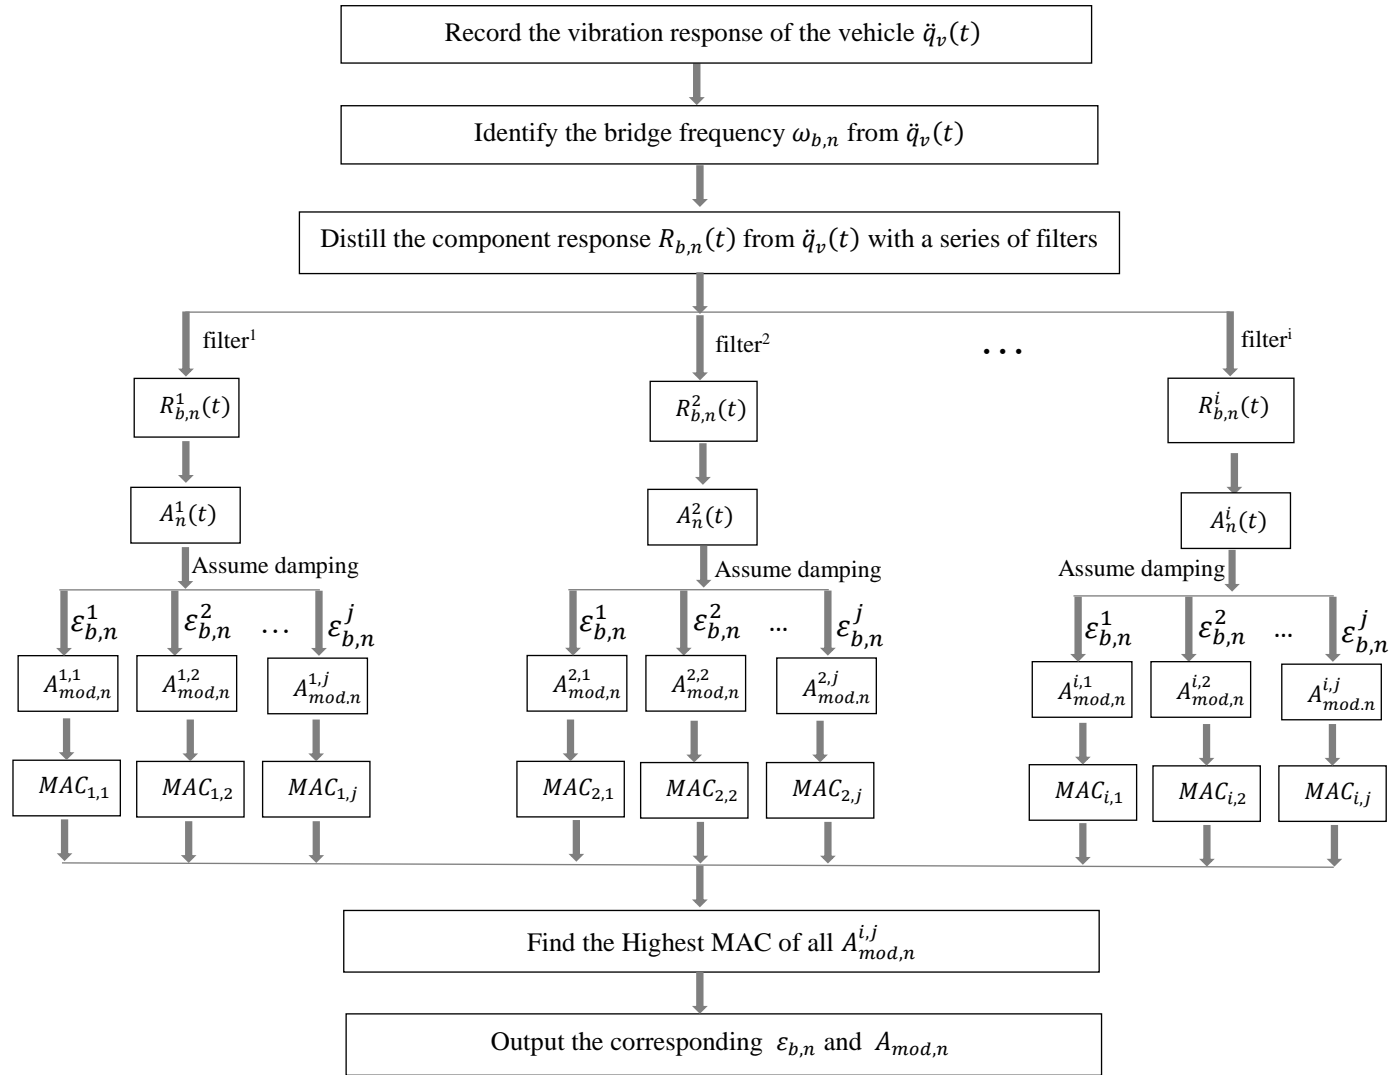 Record the vibration response of the vehicle q̈_v(t)
Identify the bridge frequency ω_{b,n} from q̈_v(t)
Distill the component response R_{b,n}(t) from q̈_v(t) with a series of filters
filter^1 filter^2 ... filter^i
R^1_{b,n}(t) R^2_{b,n}(t) R^i_{b,n}(t)
A^1_n(t) A^2_n(t) A^i_n(t)
Assume damping Assume damping Assume damping
ε^1_{b,n} ε^2_{b,n} ... ε^j_{b,n} ε^1_{b,n} ε^2_{b,n} ... ε^j_{b,n} ε^1_{b,n} ε^2_{b,n} ... ε^j_{b,n}
A^{1,1}_{mod,n} A^{1,2}_{mod,n} A^{1,j}_{mod,n} A^{2,1}_{mod,n} A^{2,2}_{mod,n} A^{2,j}_{mod,n} A^{i,1}_{mod,n} A^{i,2}_{mod,n} A^{i,j}_{mod.n}
MAC_{1,1} MAC_{1,2} MAC_{1,j} MAC_{2,1} MAC_{2,2} MAC_{2,j} MAC_{i,1} MAC_{i,2} MAC_{i,j}
Find the Highest MAC of all A^{i,j}_{mod,n}
Output the corresponding ε_{b,n} and A_{mod,n}